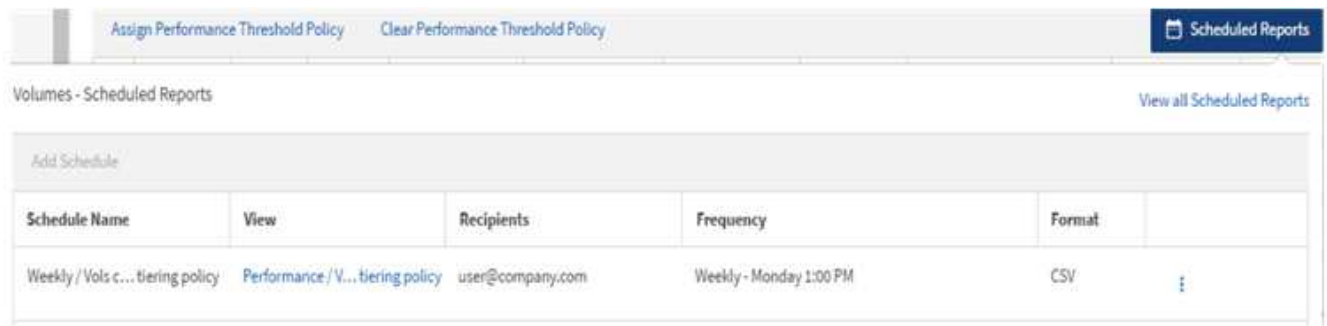 Assign Performance Threshold Policy Clear Performance Threshold Policy Scheduled Reports
Volumes - Scheduled Reports View all Scheduled Reports
Add Schedule
Schedule Name View Recipients Frequency Format
Weekly / Vols c... tiering policy Performance / V... tiering policy user@company.com Weekly - Monday 1:00 PM CSV